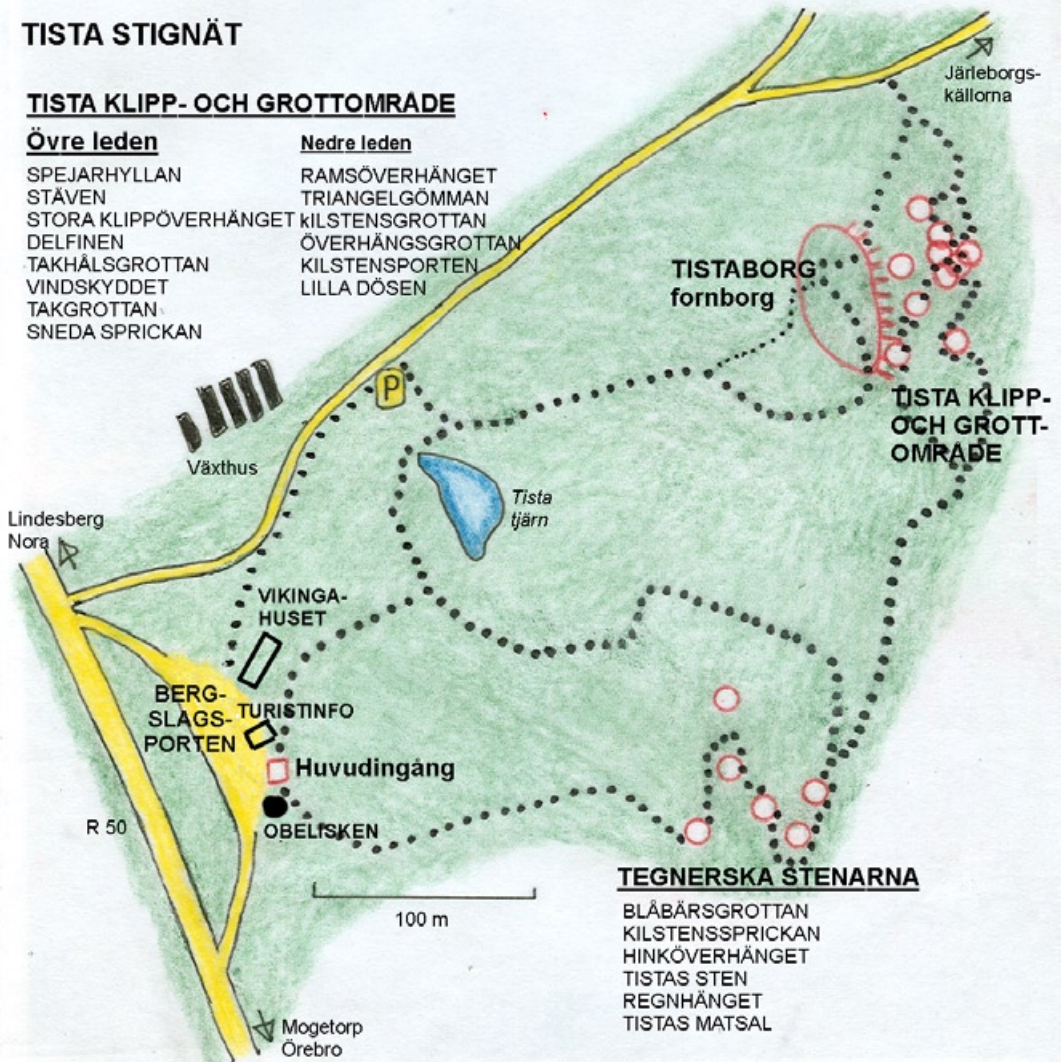 TISTA STIGNÄT
TISTA KLIPP- OCH GROTTOMRÅDE
Övre leden
SPEJARHYLLAN
STÄVEN
STORA KLIPPÖVERHÄNGET
DELFINEN
TAKHÅLSGROTTAN
VINDSKYDDET
TAKGROTTAN
SNEDA SPRICKAN
Nedre leden
RAMSÖVERHÄNGET
TRIANGELGÖMMAN
kILSTENSGROTTAN
ÖVERHÄNGSGROTTAN
KILSTENSPORTEN
LILLA DÖSEN
Järleborgs-
källorna
TISTABORG
fornborg
P
TISTA KLIPP-
OCH GROTT-
OMRÅDE
Växthus
Tista
tjärn
Lindesberg
Nora
VIKINGA-
HUSET
BERG-
SLAGS-
PORTEN
TURISTINFO
Huvudingång
R 50
OBELISKEN
100 m
TEGNERSKA STENARNA
BLÅBÄRSGROTTAN
KILSTENSSPRICKAN
HINKÖVERHÄNGET
TISTAS STEN
REGNHÄNGET
TISTAS MATSAL
Mogetorp
Örebro